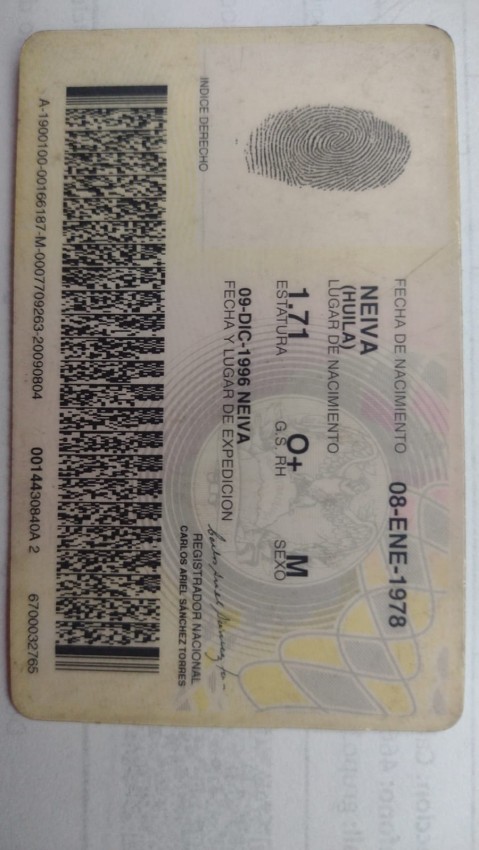 FECHA DE NACIMIENTO 08-ENE-1978
NEIVA
(HUILA)
LUGAR DE NACIMIENTO
1.71 O+ M
ESTATURA G.S. RH SEXO
09-DIC-1996 NEIVA
FECHA Y LUGAR DE EXPEDICION
INDICE DERECHO
REGISTRADOR NACIONAL
CARLOS ARIEL SÁNCHEZ TORRES
A-1900100-00166187-M-0007709263-20090804 0014430840A 2 6700032765